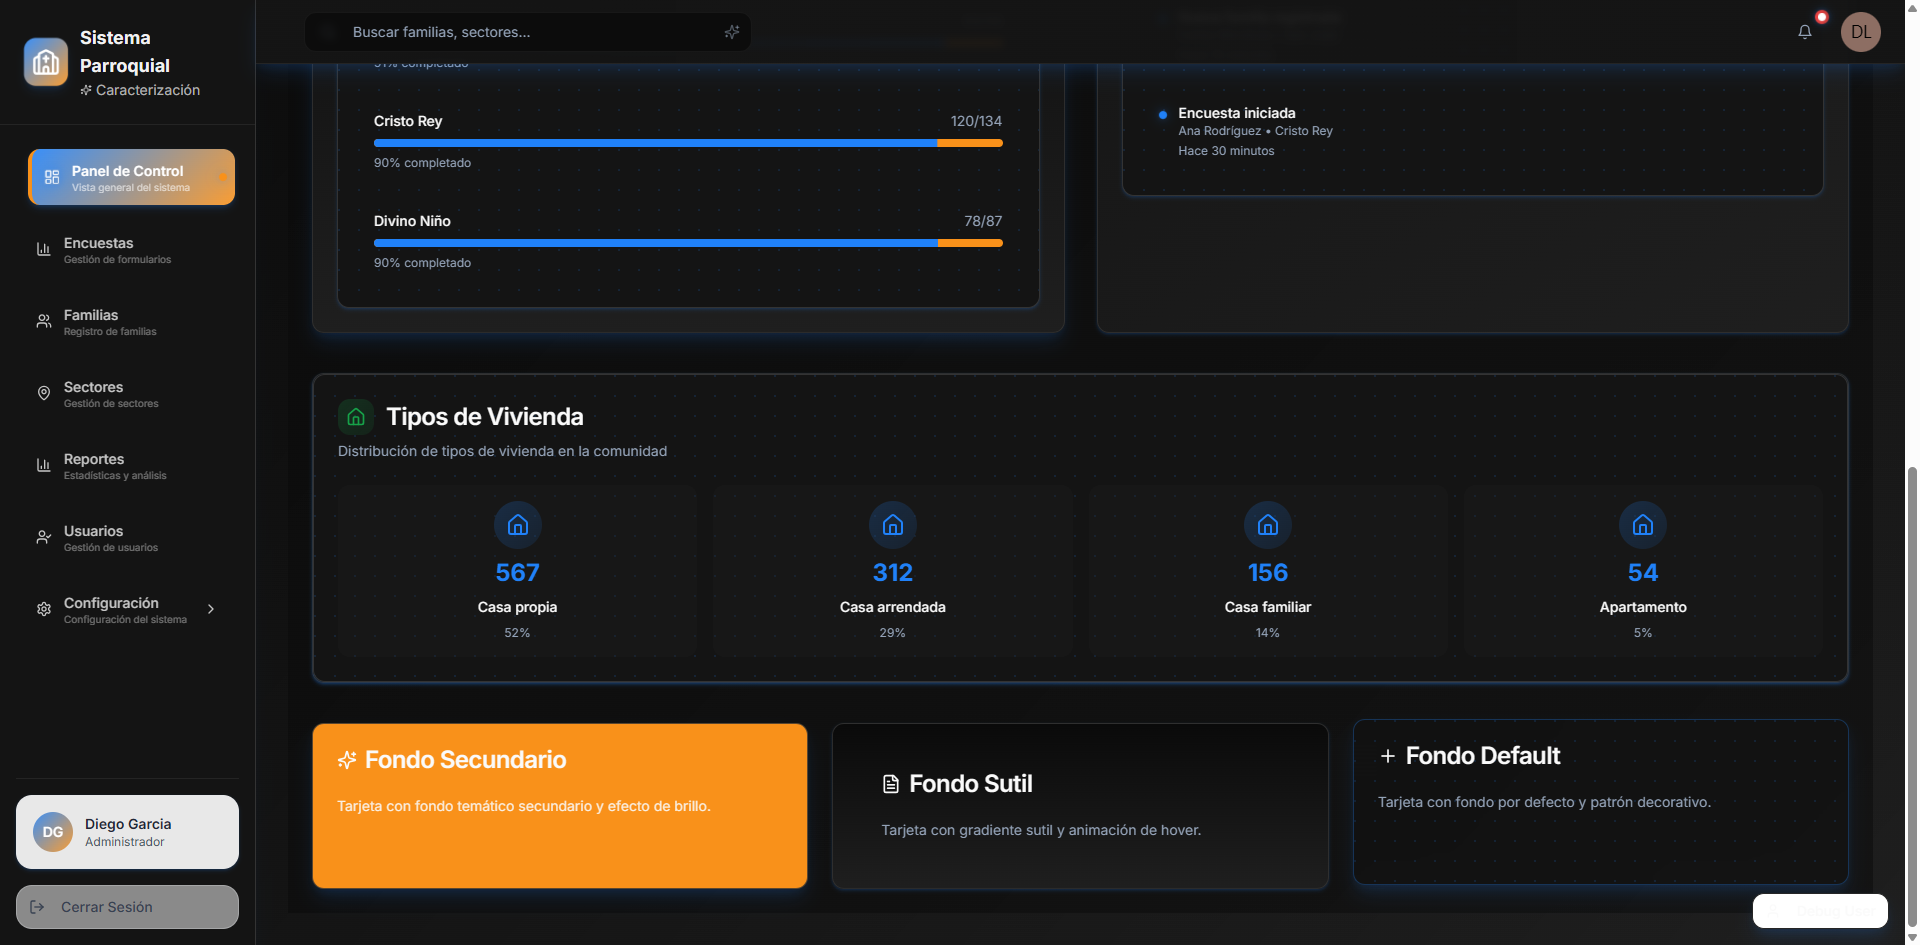 Sistema
Parroquial
Caracterización
Panel de Control
Vista general del sistema
Encuestas
Gestión de formularios
Familias
Registro de familias
Sectores
Gestión de sectores
Reportes
Estadísticas y análisis
Usuarios
Gestión de usuarios
Configuración
Configuración del sistema
DG
Diego Garcia
Administrador
Cerrar Sesión
Buscar familias, sectores...
DL
91% completado
Cristo Rey
120/134
90% completado
Divino Niño
78/87
90% completado
Encuesta iniciada
Ana Rodríguez • Cristo Rey
Hace 30 minutos
Tipos de Vivienda
Distribución de tipos de vivienda en la comunidad
567
Casa propia
52%
312
Casa arrendada
29%
156
Casa familiar
14%
54
Apartamento
5%
Fondo Secundario
Tarjeta con fondo temático secundario y efecto de brillo.
Fondo Sutil
Tarjeta con gradiente sutil y animación de hover.
Fondo Default
Tarjeta con fondo por defecto y patrón decorativo.